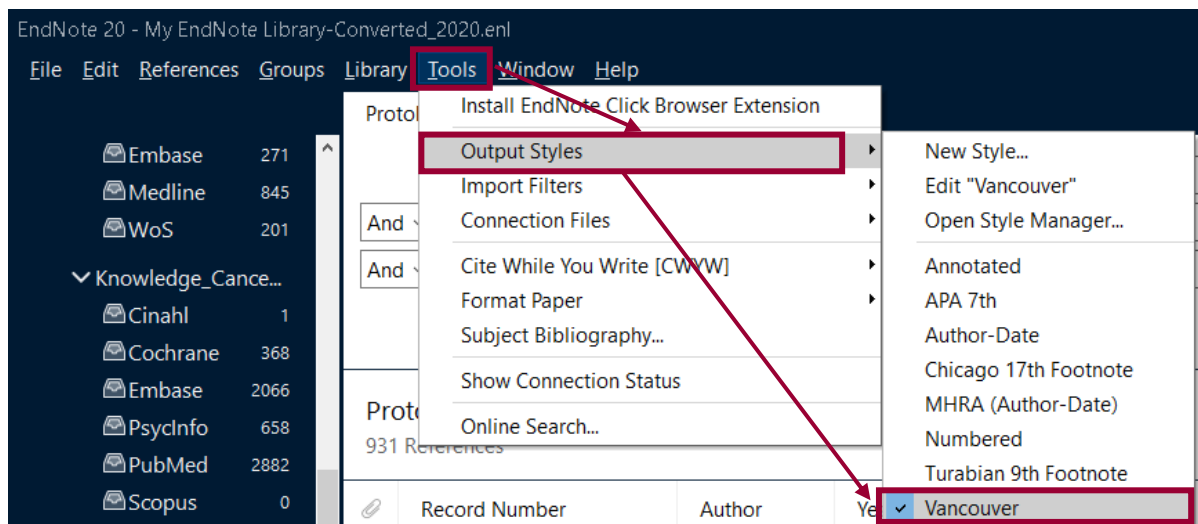 EndNote 20 - My EndNote Library-Converted_2020.enl
File Edit References Groups Library Tools Window Help
Install EndNote Click Browser Extension
Output Styles
Import Filters
Connection Files
Cite While You Write [CWYW]
Format Paper
Subject Bibliography...
Show Connection Status
Online Search...
New Style...
Edit "Vancouver"
Open Style Manager...
Annotated
APA 7th
Author-Date
Chicago 17th Footnote
MHRA (Author-Date)
Numbered
Turabian 9th Footnote
Vancouver
Embase 271
Medline 845
WoS 201
Knowledge_Cance...
Cinahl 1
Cochrane 368
Embase 2066
PsycInfo 658
PubMed 2882
Scopus 0
And
And
931 References
Record Number Author